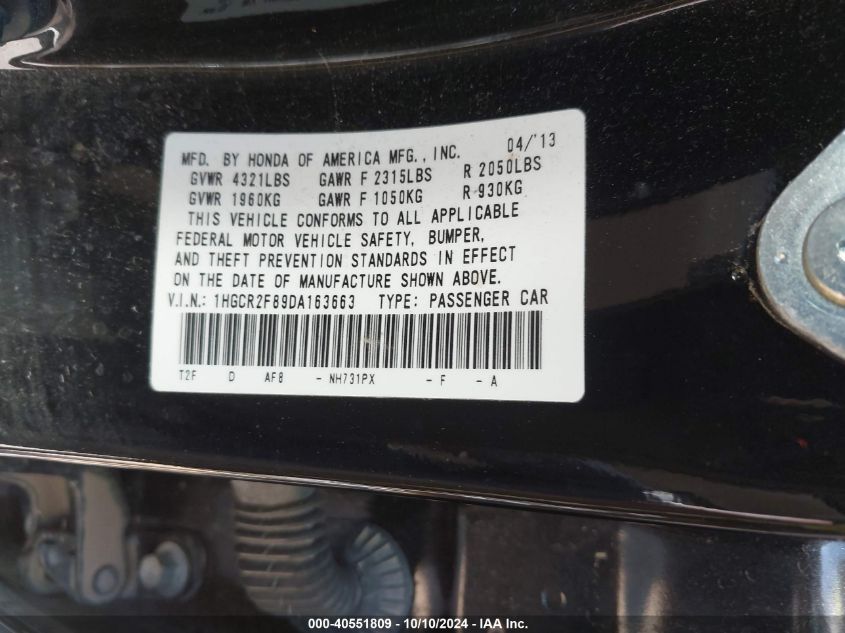 MFD. BY HONDA OF AMERICA MFG., INC. 04/'13
GVWR 4321LBS GAWR F 2315LBS R 2050LBS
GVWR 1960KG GAWR F 1050KG R 930KG
THIS VEHICLE CONFORMS TO ALL APPLICABLE
FEDERAL MOTOR VEHICLE SAFETY, BUMPER,
AND THEFT PREVENTION STANDARDS IN EFFECT
ON THE DATE OF MANUFACTURE SHOWN ABOVE.
V.I.N.: 1HGCR2F89DA163663 TYPE: PASSENGER CAR
T2F D AF8 - NH731PX - F - A
000-40551809 - 10/10/2024 - IAA Inc.